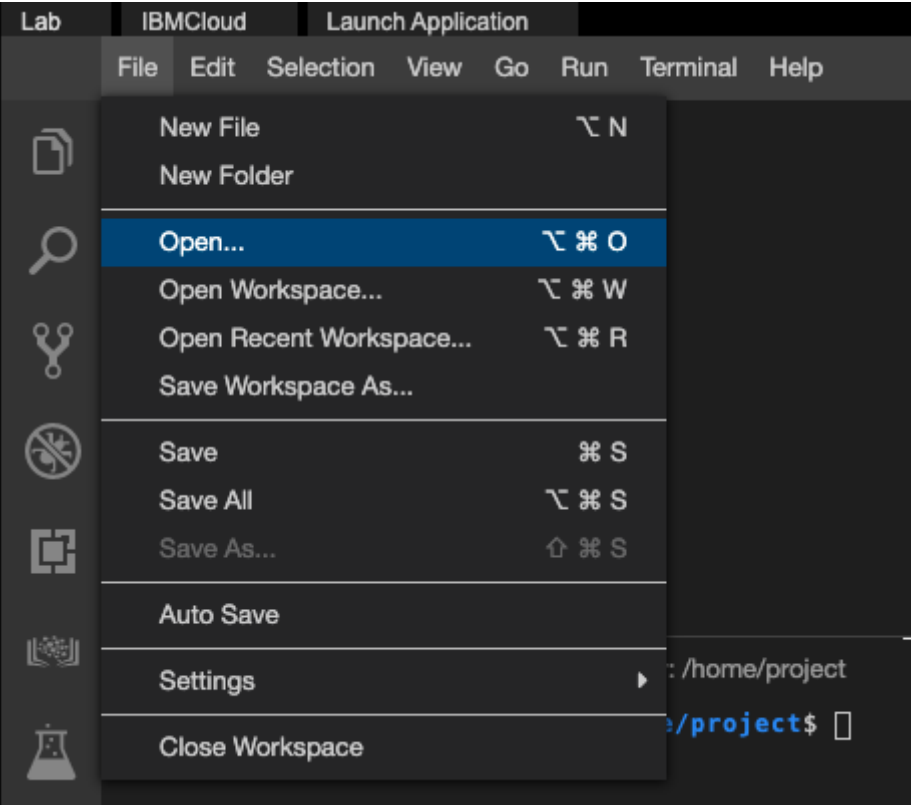 Lab IBMCloud Launch Application
File Edit Selection View Go Run Terminal Help
New File ⌥ N
New Folder
Open... ⌥ ⌘ O
Open Workspace... ⌥ ⌘ W
Open Recent Workspace... ⌥ ⌘ R
Save Workspace As...
Save ⌘ S
Save All ⌥ ⌘ S
Save As... ⇧ ⌘ S
Auto Save
Settings
: /home/project
Close Workspace
e/project$